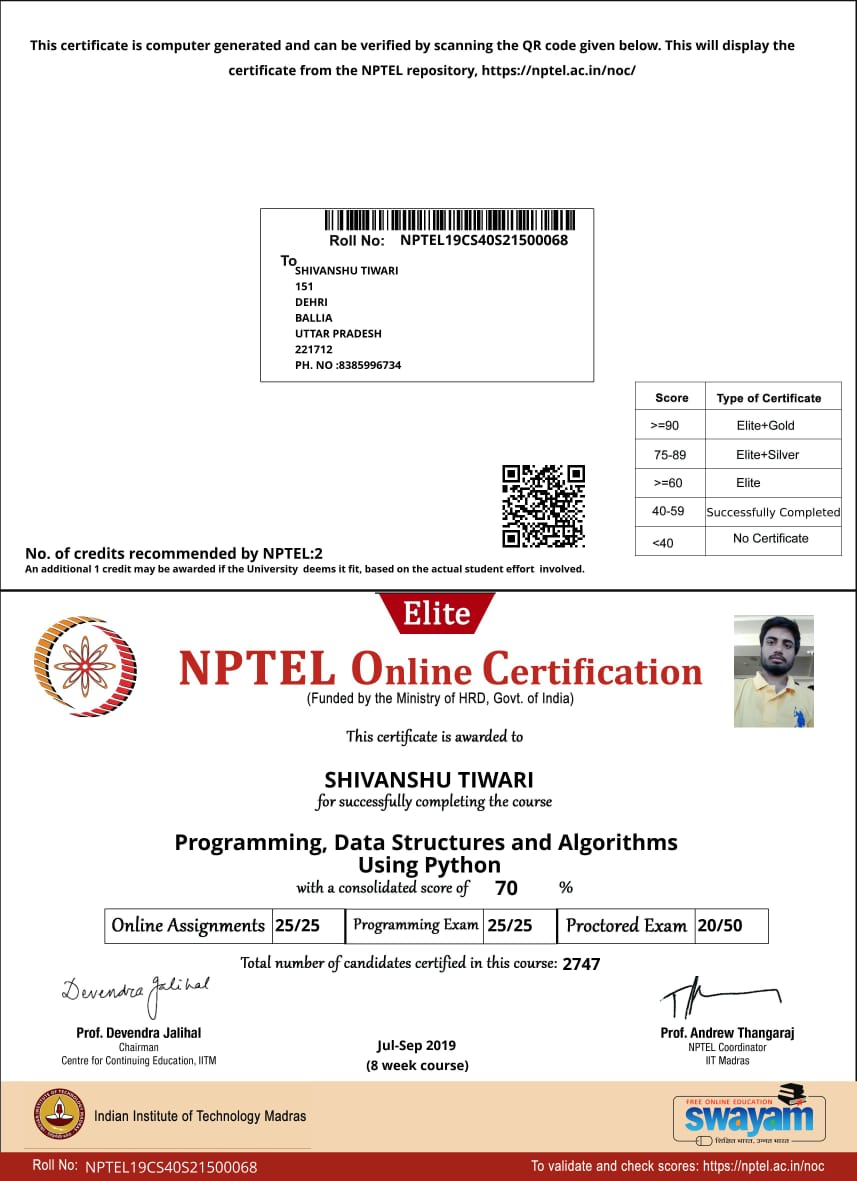 This certificate is computer generated and can be verified by scanning the QR code given below. This will display the
certificate from the NPTEL repository, https://nptel.ac.in/noc/
Roll No: NPTEL19CS40S21500068
To
SHIVANSHU TIWARI
151
DEHRI
BALLIA
UTTAR PRADESH
221712
PH. NO :8385996734
Score Type of Certificate
>=90 Elite+Gold
75-89 Elite+Silver
>=60 Elite
40-59 Successfully Completed
<40 No Certificate
No. of credits recommended by NPTEL:2
An additional 1 credit may be awarded if the University deems it fit, based on the actual student effort involved.
Elite
NPTEL Online Certification
(Funded by the Ministry of HRD, Govt. of India)
This certificate is awarded to
SHIVANSHU TIWARI
for successfully completing the course
Programming, Data Structures and Algorithms
Using Python
with a consolidated score of 70 %
Online Assignments 25/25 Programming Exam 25/25 Proctored Exam 20/50
Total number of candidates certified in this course: 2747
Devendra Jalihal
Prof. Devendra Jalihal
Chairman
Centre for Continuing Education, IITM
Jul-Sep 2019
(8 week course)
Prof. Andrew Thangaraj
NPTEL Coordinator
IIT Madras
Indian Institute of Technology Madras
FREE ONLINE EDUCATION
swayam
शिक्षित भारत, उन्नत भारत
Roll No: NPTEL19CS40S21500068
To validate and check scores: https://nptel.ac.in/noc